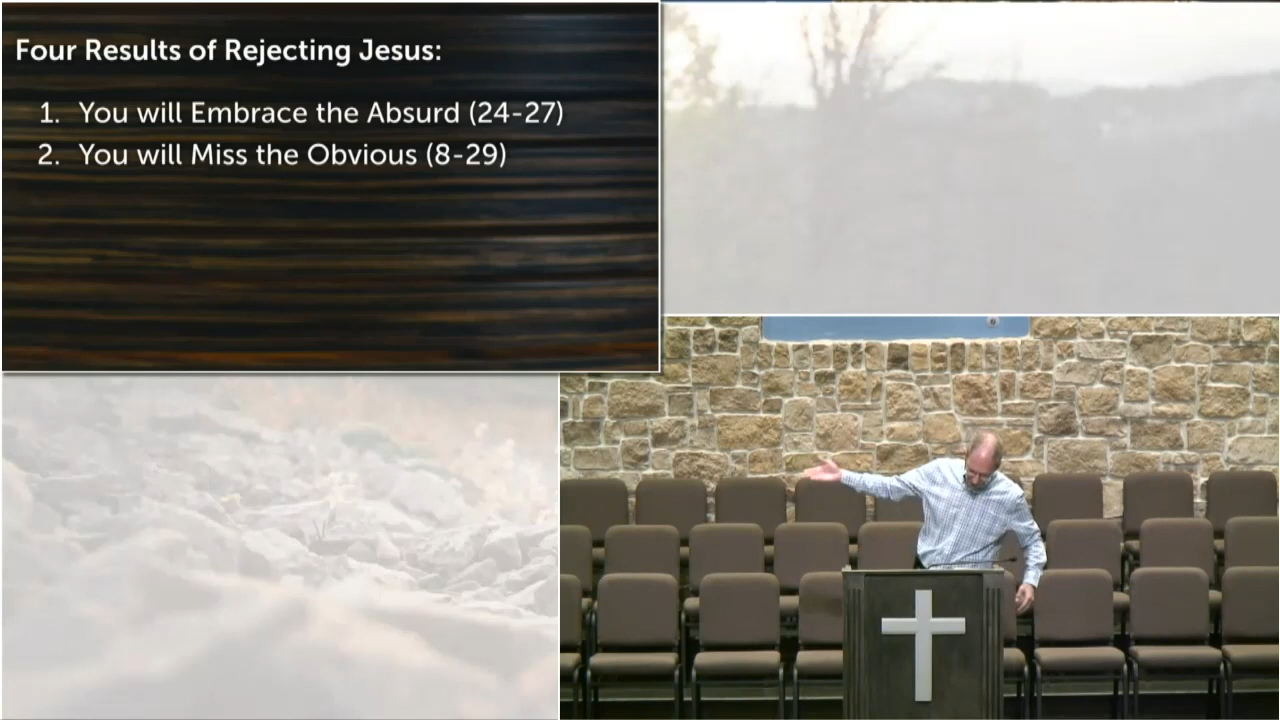 Four Results of Rejecting Jesus:
1. You will Embrace the Absurd (24-27)
2. You will Miss the Obvious (8-29)